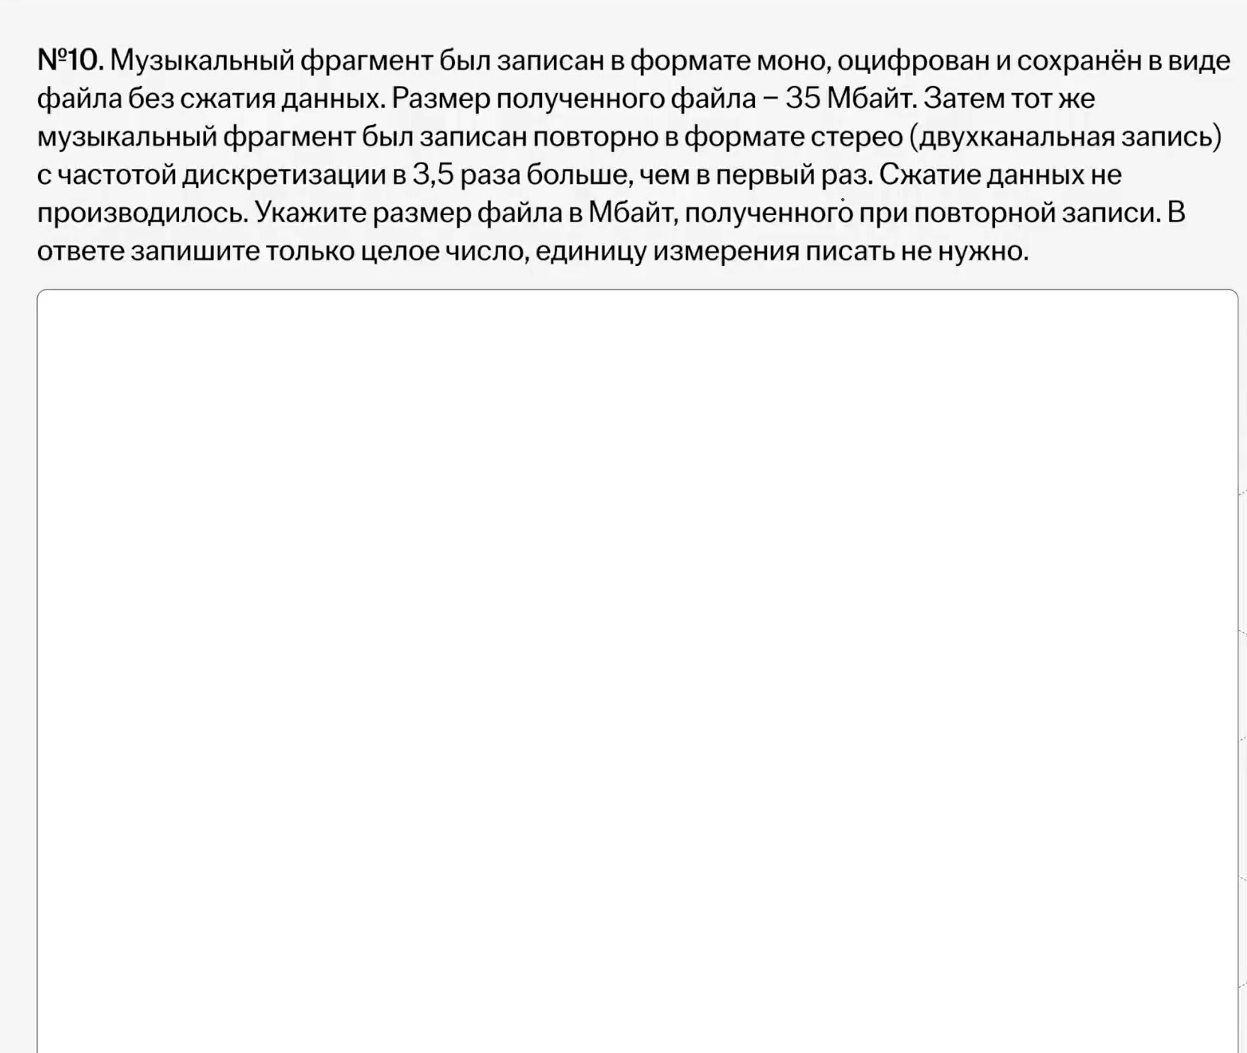 №10. Музыкальный фрагмент был записан в формате моно, оцифрован и сохранён в виде
файла без сжатия данных. Размер полученного файла – 35 Мбайт. Затем тот же
музыкальный фрагмент был записан повторно в формате стерео (двухканальная запись)
с частотой дискретизации в 3,5 раза больше, чем в первый раз. Сжатие данных не
производилось. Укажите размер файла в Мбайт, полученного при повторной записи. В
ответе запишите только целое число, единицу измерения писать не нужно.